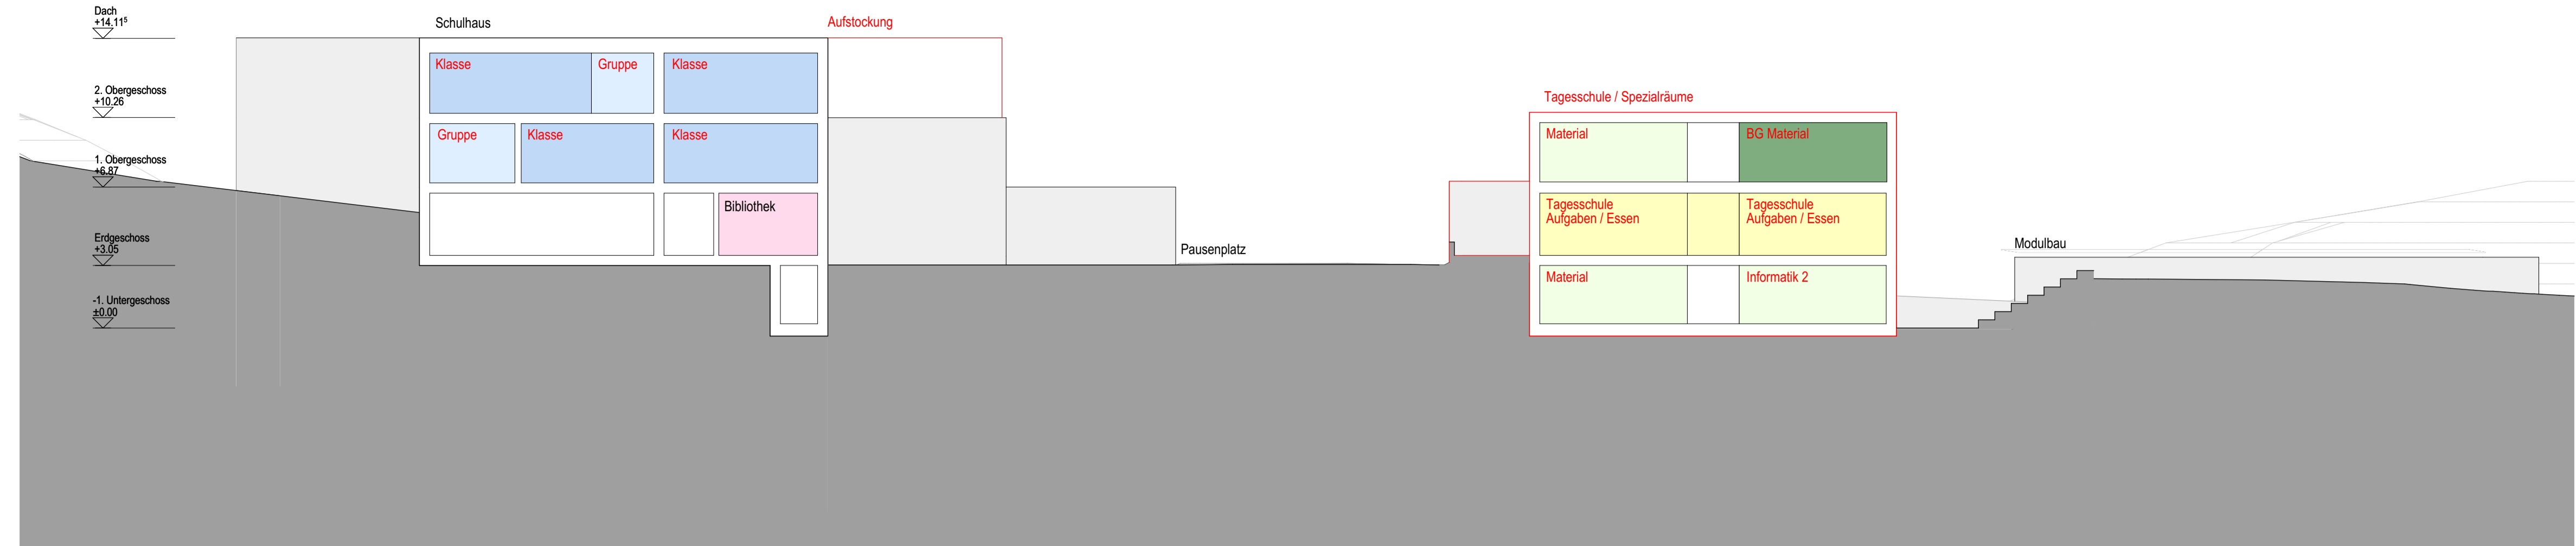 Dach
+14.11⁵
2. Obergeschoss
+10.26
1. Obergeschoss
+6.87
Erdgeschoss
+3.05
-1. Untergeschoss
±0.00
Schulhaus
Aufstockung
Klasse
Gruppe
Klasse
Gruppe
Klasse
Klasse
Bibliothek
Pausenplatz
Tagesschule / Spezialräume
Material
BG Material
Tagesschule
Aufgaben / Essen
Tagesschule
Aufgaben / Essen
Material
Informatik 2
Modulbau